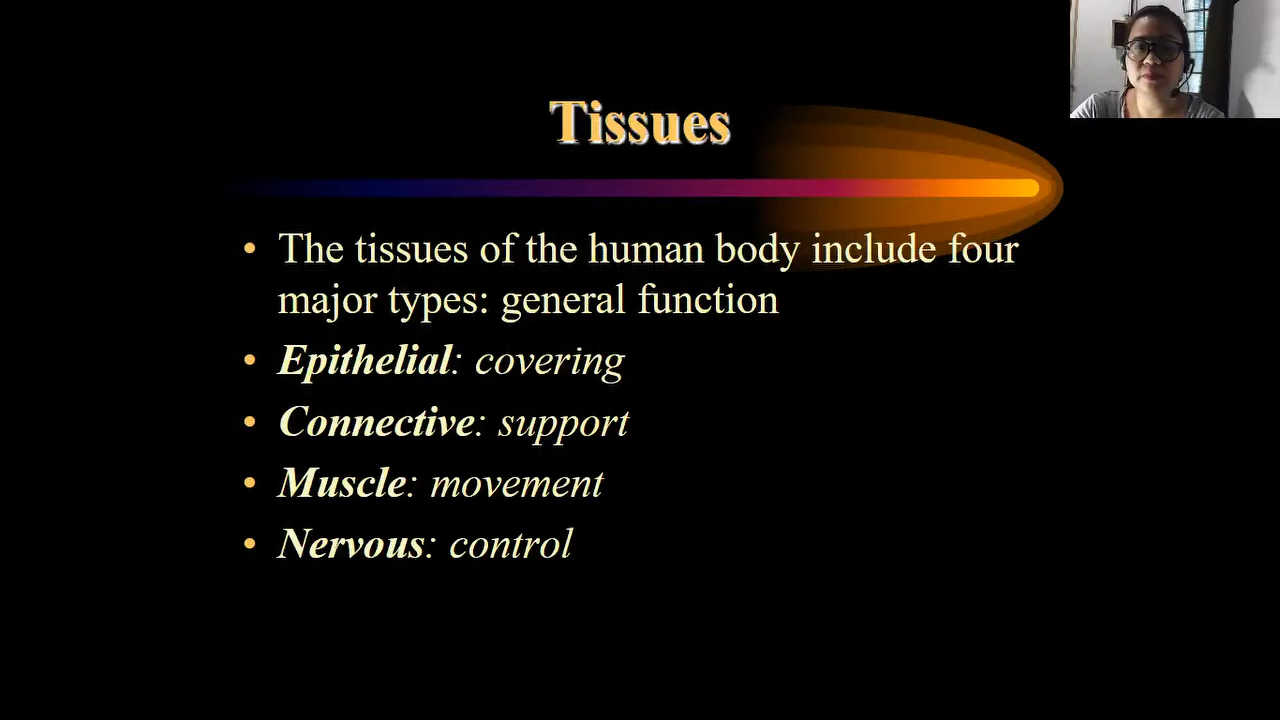 Tissues
• The tissues of the human body include four
major types: general function
• Epithelial: covering
• Connective: support
• Muscle: movement
• Nervous: control